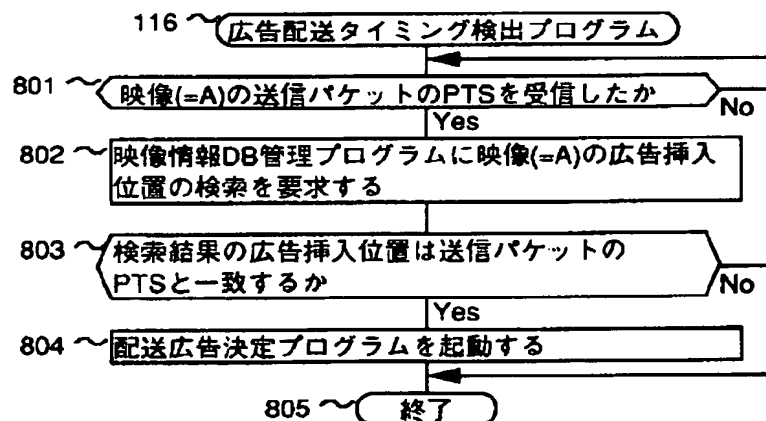 116 広告配送タイミング検出プログラム
801 映像(=A)の送信パケットのPTSを受信したか
No
Yes
802 映像情報DB管理プログラムに映像(=A)の広告挿入
位置の検索を要求する
803 検索結果の広告挿入位置は送信パケットの
PTSと一致するか
No
Yes
804 配送広告決定プログラムを起動する
805 終了